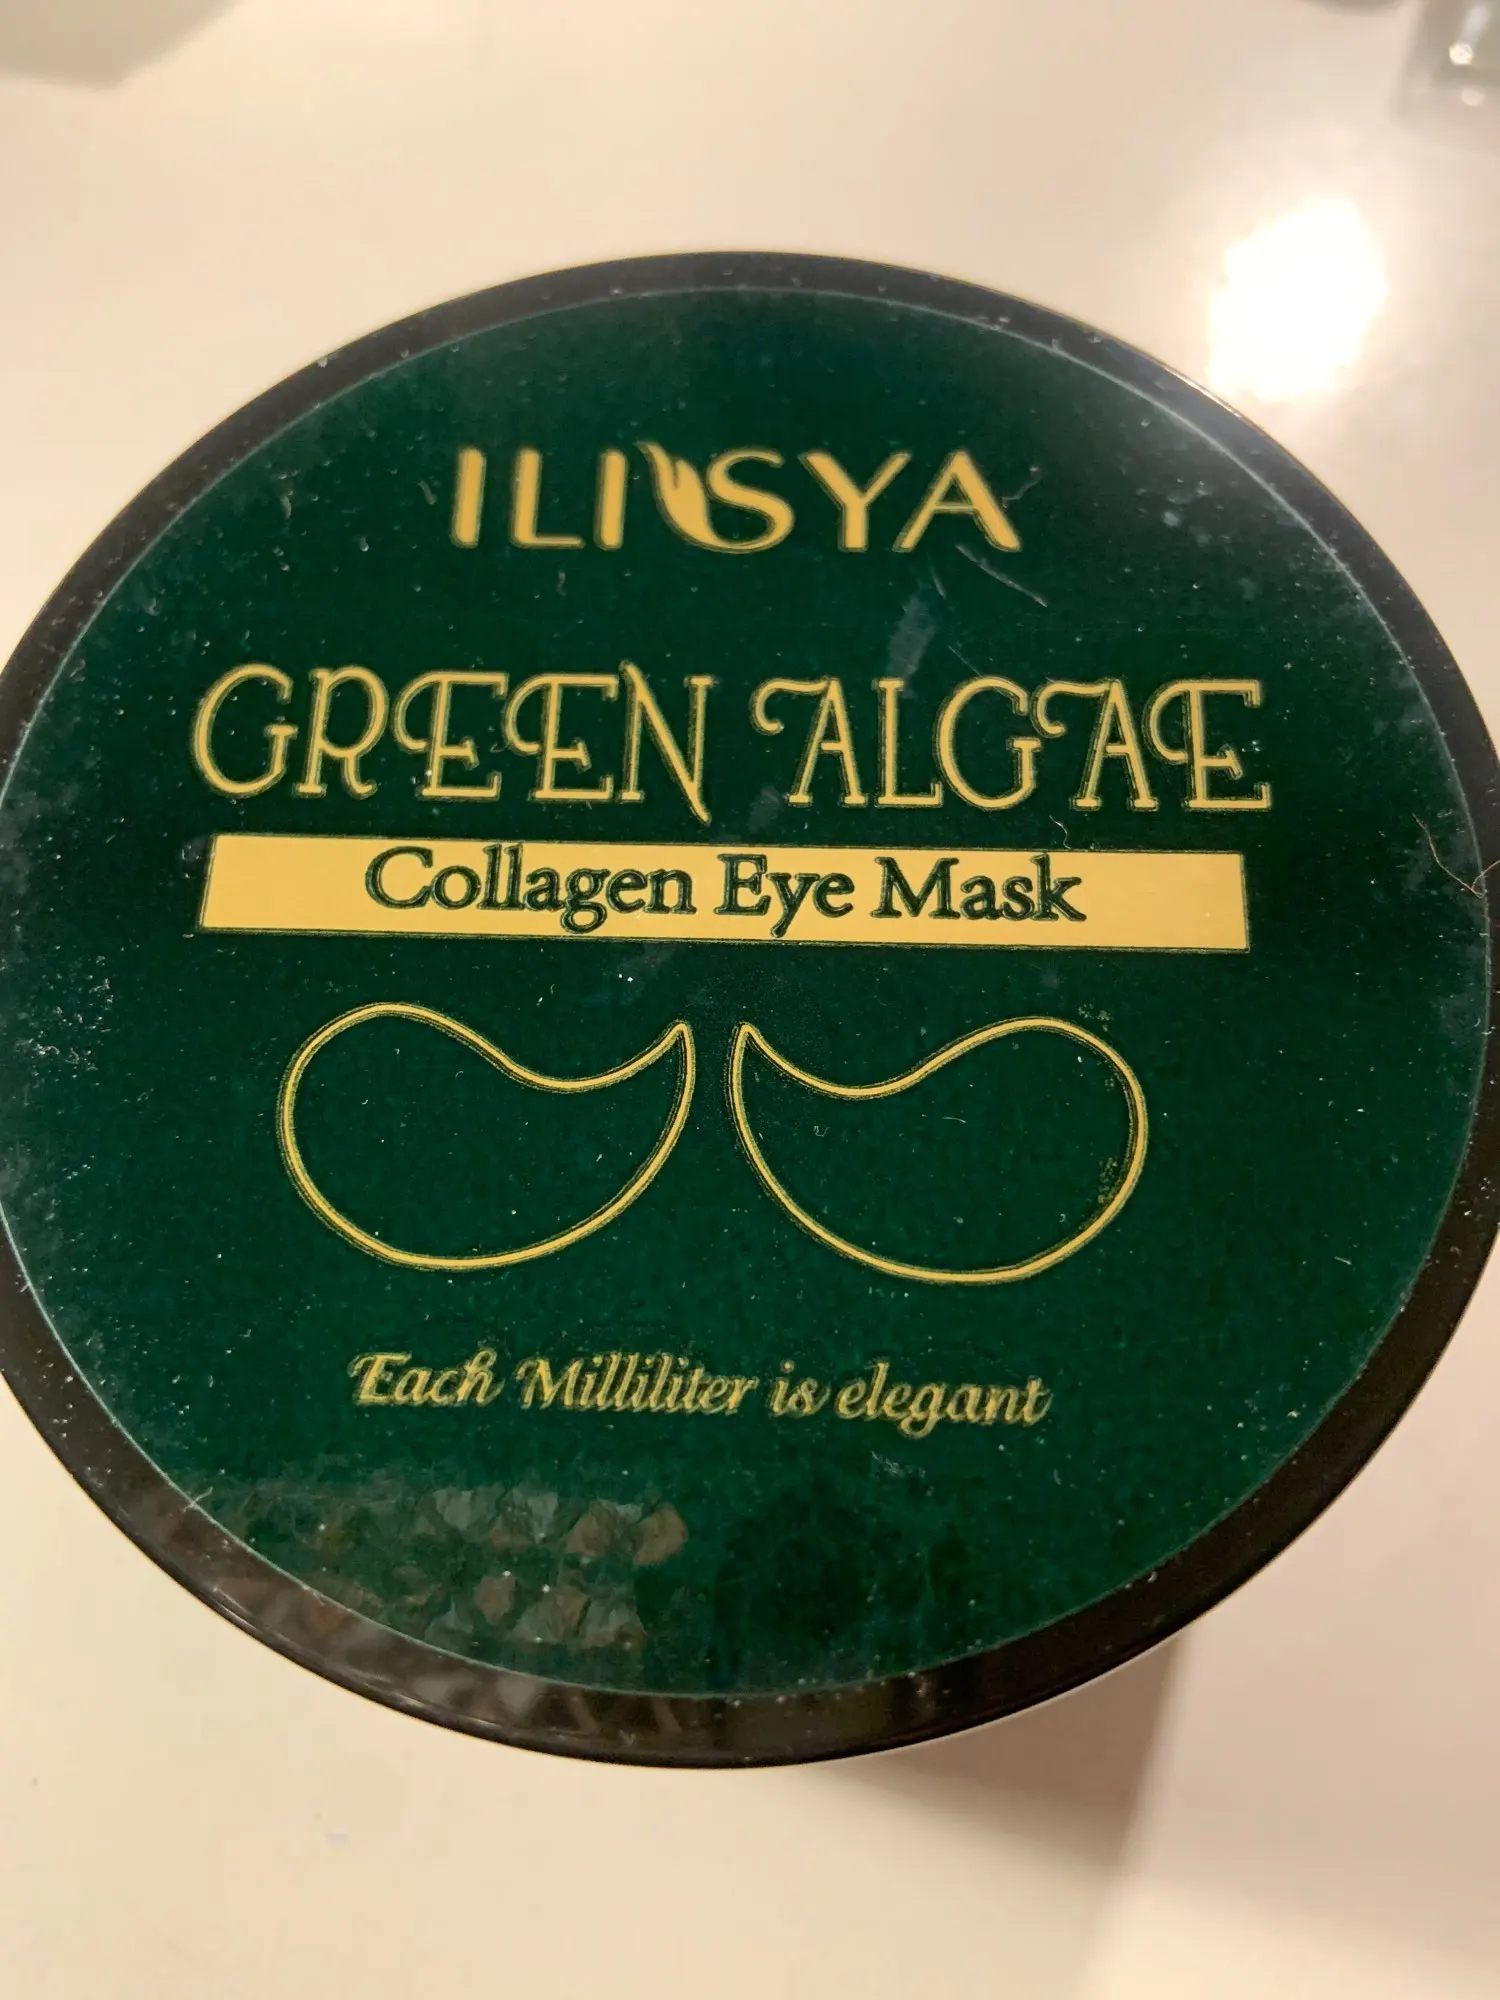 ILISYA
GREEN ALGAE
Collagen Eye Mask
Each Milliliter is elegant